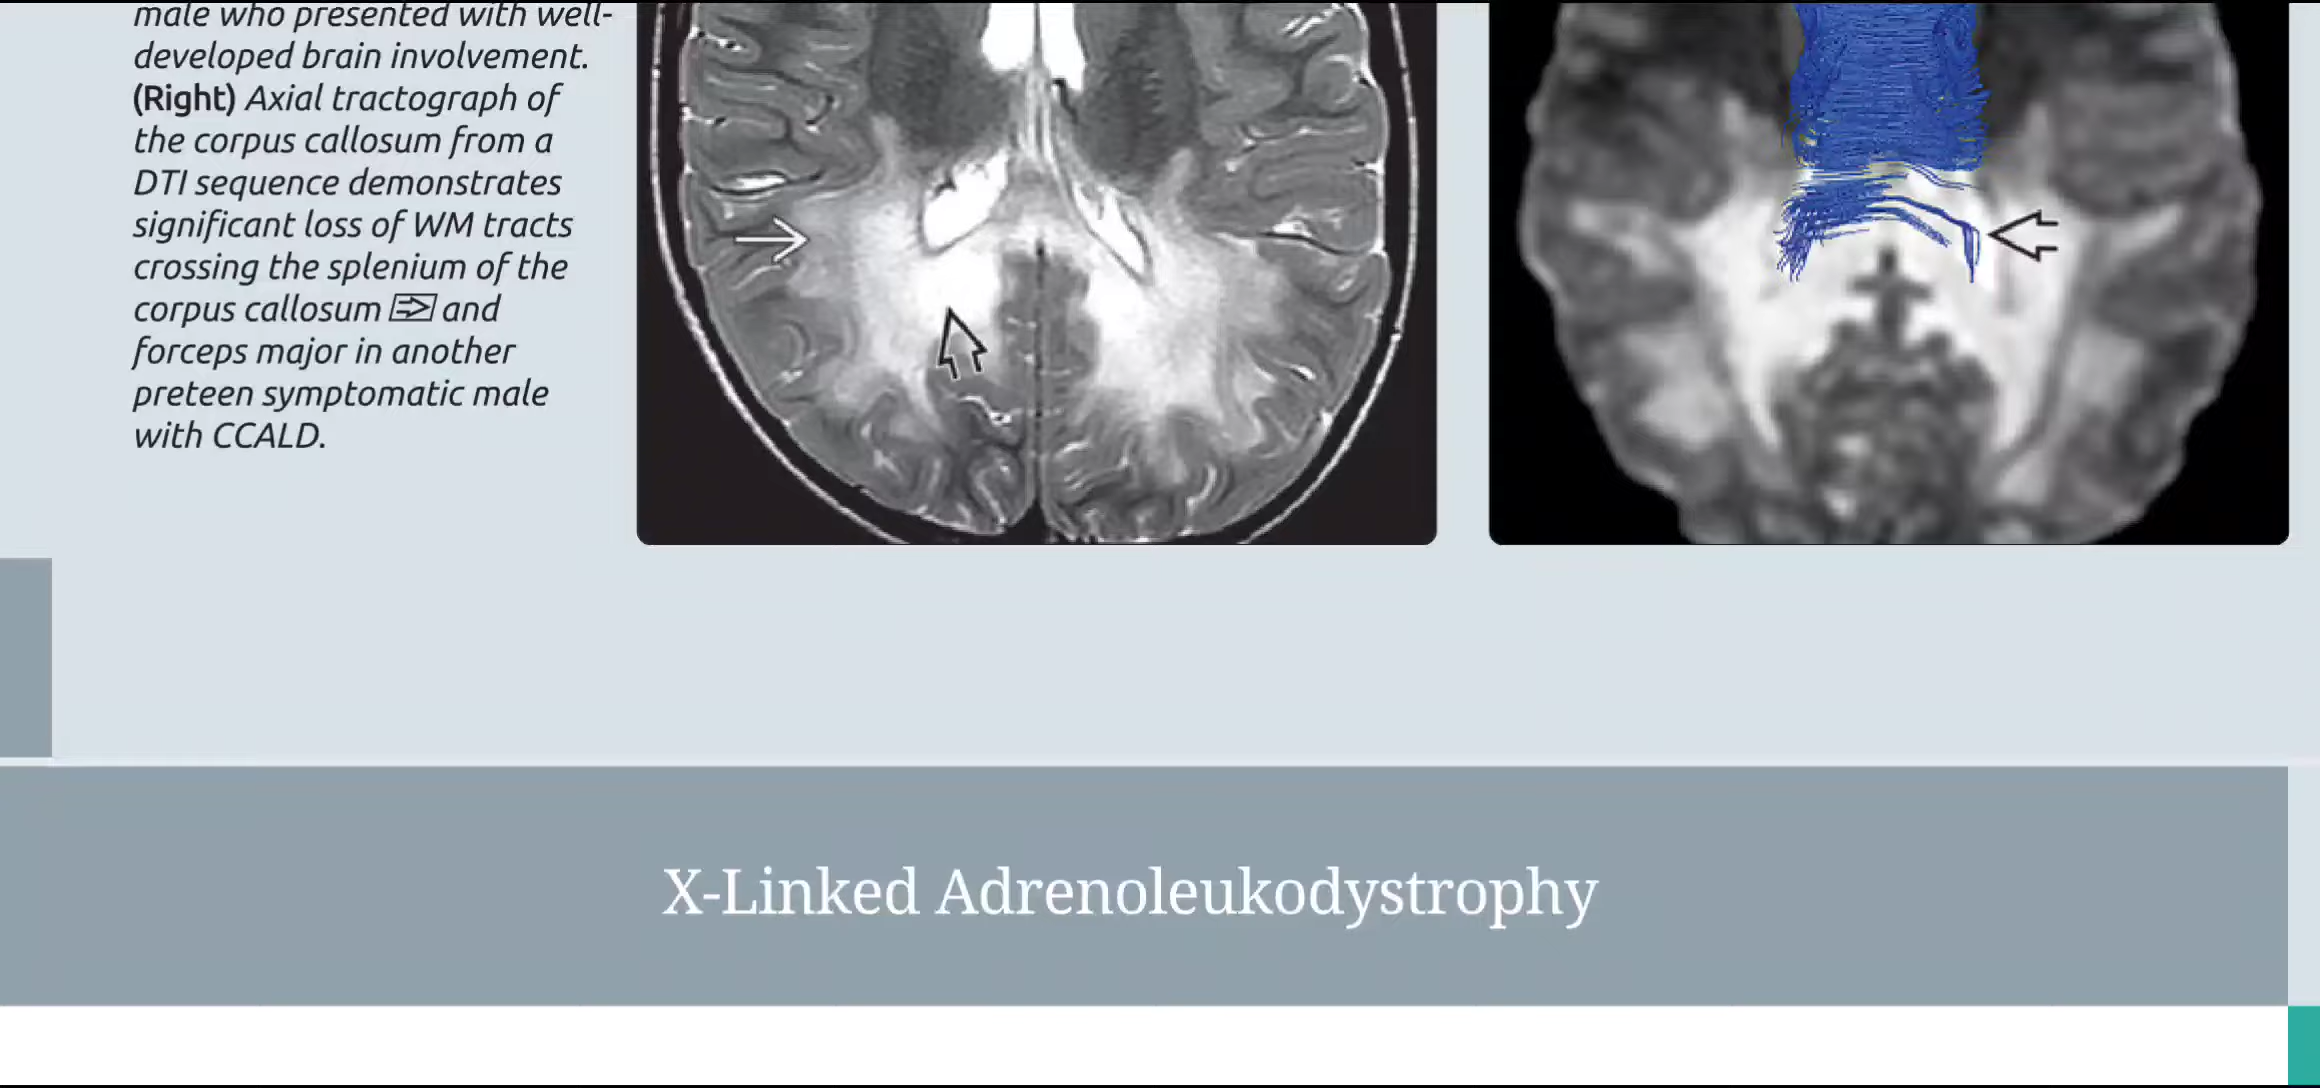 male who presented with well-
developed brain involvement.
(Right) Axial tractograph of
the corpus callosum from a
DTI sequence demonstrates
significant loss of WM tracts
crossing the splenium of the
corpus callosum and
forceps major in another
preteen symptomatic male
with CCALD.
X-Linked Adrenoleukodystrophy